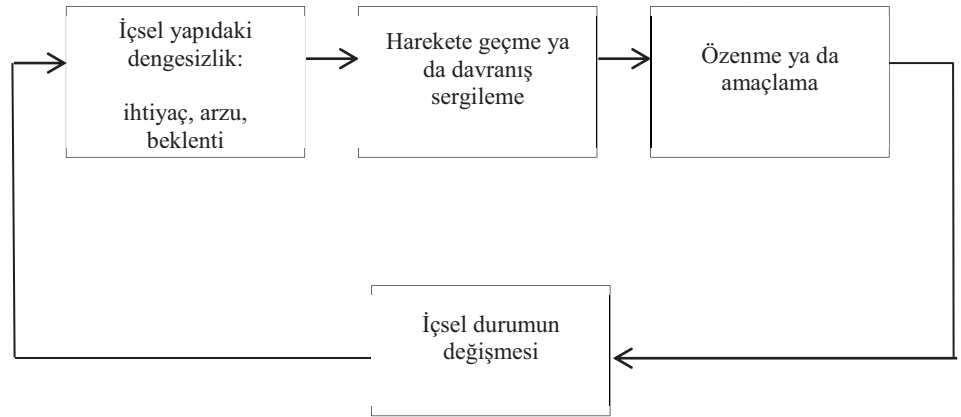 İçsel yapıdaki
dengesizlik:
ihtiyaç, arzu,
beklenti
Harekete geçme ya
da davranış
sergileme
Özenme ya da
amaçlama
İçsel durumun
değişmesi